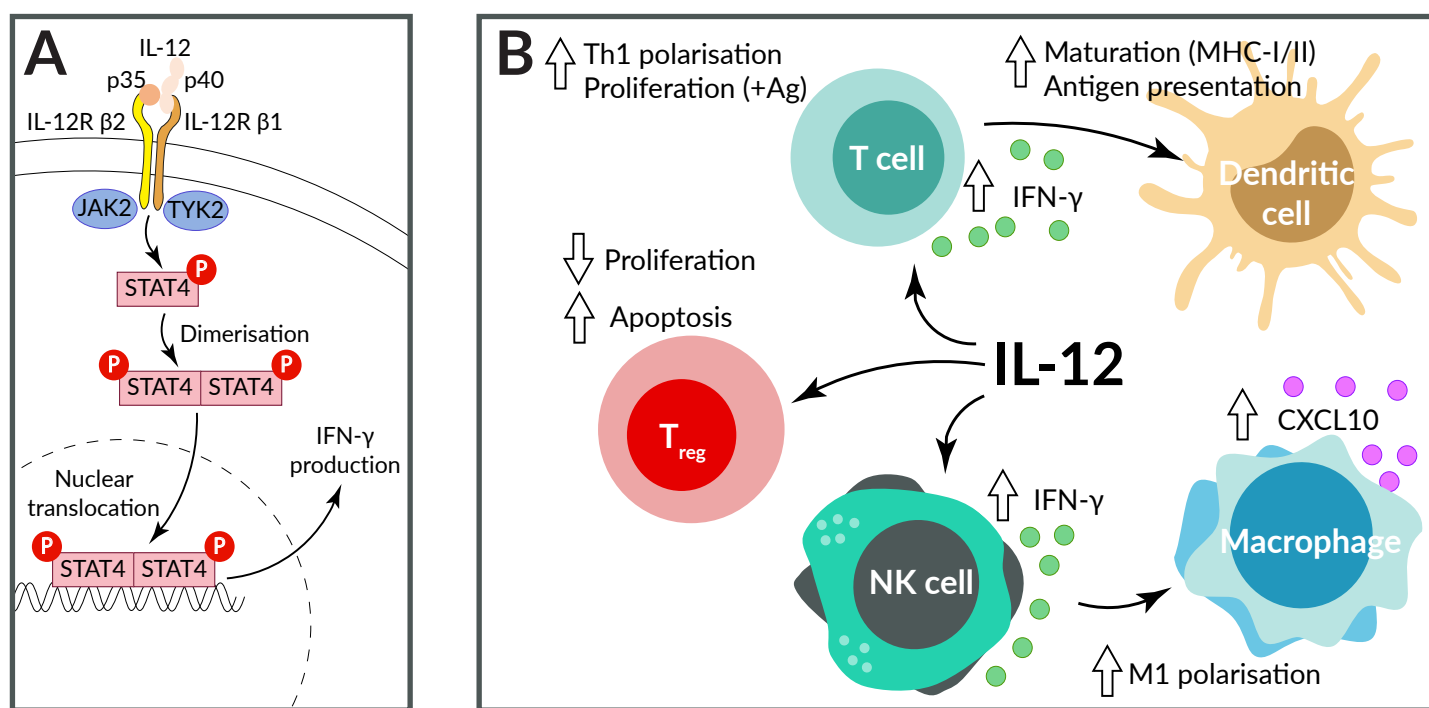 A
IL-12
p35
p40
IL-12R β2
IL-12R β1
JAK2
TYK2
P
STAT4
Dimerisation
P
P
STAT4
STAT4
IFN-γ
production
Nuclear
translocation
P
P
STAT4
STAT4
B
Th1 polarisation
Proliferation (+Ag)
Maturation (MHC-I/II)
Antigen presentation
T cell
IFN-γ
Dendritic
cell
Proliferation
Apoptosis
IL-12
Treg
CXCL10
IFN-γ
Macrophage
NK cell
M1 polarisation